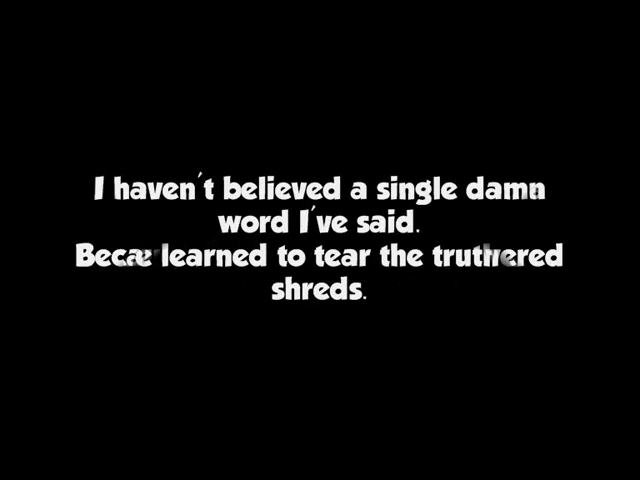 I haven't believed a single damn
word I've said.
learned to tear the
shreds.